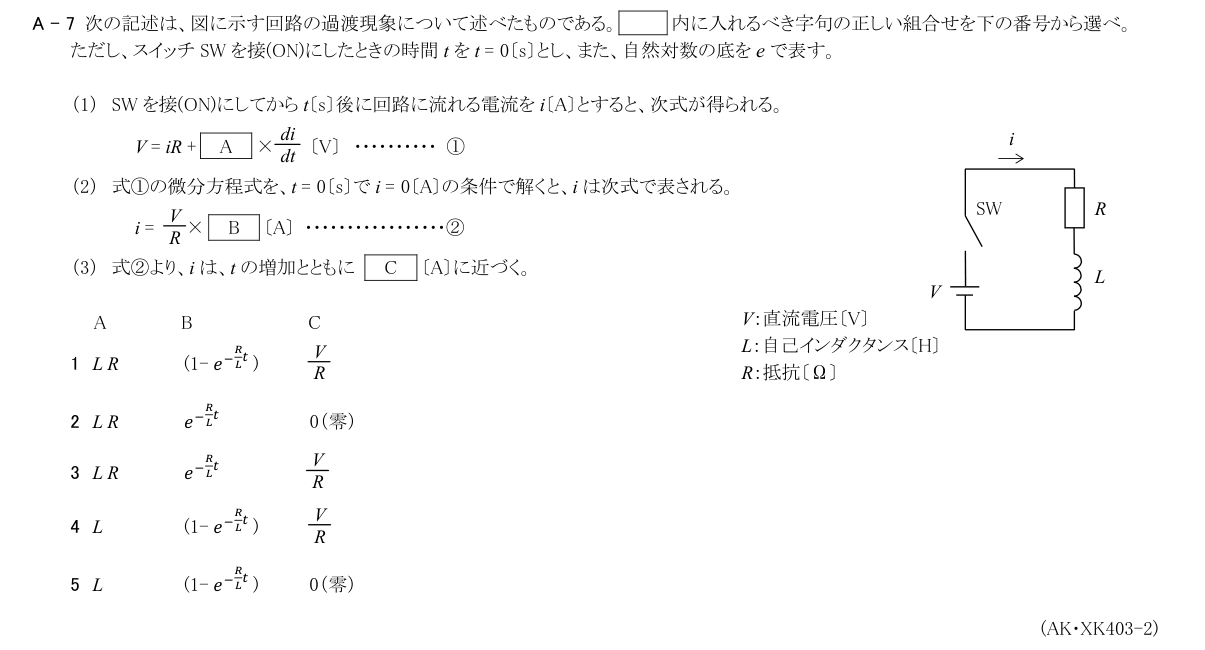 A - 7 次の記述は、図に示す回路の過渡現象について述べたものである。 内に入れるべき字句の正しい組合せを下の番号から選べ。
ただし、スイッチ SW を接(ON)にしたときの時間 t を t = 0〔s〕とし、また、自然対数の底を e で表す。
(1) SW を接(ON)にしてから t〔s〕後に回路に流れる電流を i〔A〕とすると、次式が得られる。
V = iR + A × di/dt 〔V〕 ・・・・・・・・・・ ①
(2) 式①の微分方程式を、t = 0〔s〕で i = 0〔A〕の条件で解くと、i は次式で表される。
i = V/R × B 〔A〕 ・・・・・・・・・・・・・・・・・②
(3) 式②より、i は、t の増加とともに C 〔A〕に近づく。
i
SW
R
L
V
V:直流電圧〔V〕
L:自己インダクタンス〔H〕
R:抵抗〔Ω〕
A B C
1 L R (1- e^{-\frac{R}{L}t}) V/R
2 L R e^{-\frac{R}{L}t} 0(零)
3 L R e^{-\frac{R}{L}t} V/R
4 L (1- e^{-\frac{R}{L}t}) V/R
5 L (1- e^{-\frac{R}{L}t}) 0(零)
(AK・XK403-2)